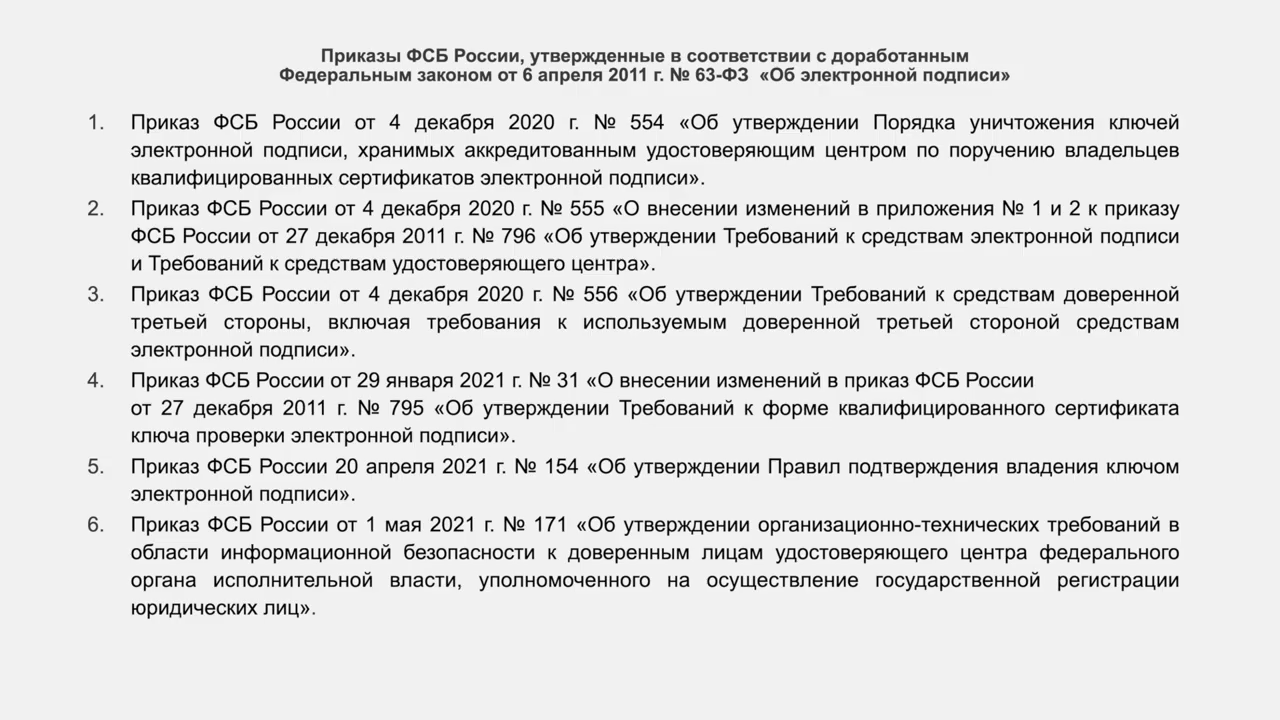 Приказы ФСБ России, утвержденные в соответствии с доработанным
Федеральным законом от 6 апреля 2011 г. № 63-ФЗ «Об электронной подписи»
1. Приказ ФСБ России от 4 декабря 2020 г. № 554 «Об утверждении Порядка уничтожения ключей
электронной подписи, хранимых аккредитованным удостоверяющим центром по поручению владельцев
квалифицированных сертификатов электронной подписи».
2. Приказ ФСБ России от 4 декабря 2020 г. № 555 «О внесении изменений в приложения № 1 и 2 к приказу
ФСБ России от 27 декабря 2011 г. № 796 «Об утверждении Требований к средствам электронной подписи
и Требований к средствам удостоверяющего центра».
3. Приказ ФСБ России от 4 декабря 2020 г. № 556 «Об утверждении Требований к средствам доверенной
третьей стороны, включая требования к используемым доверенной третьей стороной средствам
электронной подписи».
4. Приказ ФСБ России от 29 января 2021 г. № 31 «О внесении изменений в приказ ФСБ России
от 27 декабря 2011 г. № 795 «Об утверждении Требований к форме квалифицированного сертификата
ключа проверки электронной подписи».
5. Приказ ФСБ России 20 апреля 2021 г. № 154 «Об утверждении Правил подтверждения владения ключом
электронной подписи».
6. Приказ ФСБ России от 1 мая 2021 г. № 171 «Об утверждении организационно-технических требований в
области информационной безопасности к доверенным лицам удостоверяющего центра федерального
органа исполнительной власти, уполномоченного на осуществление государственной регистрации
юридических лиц».